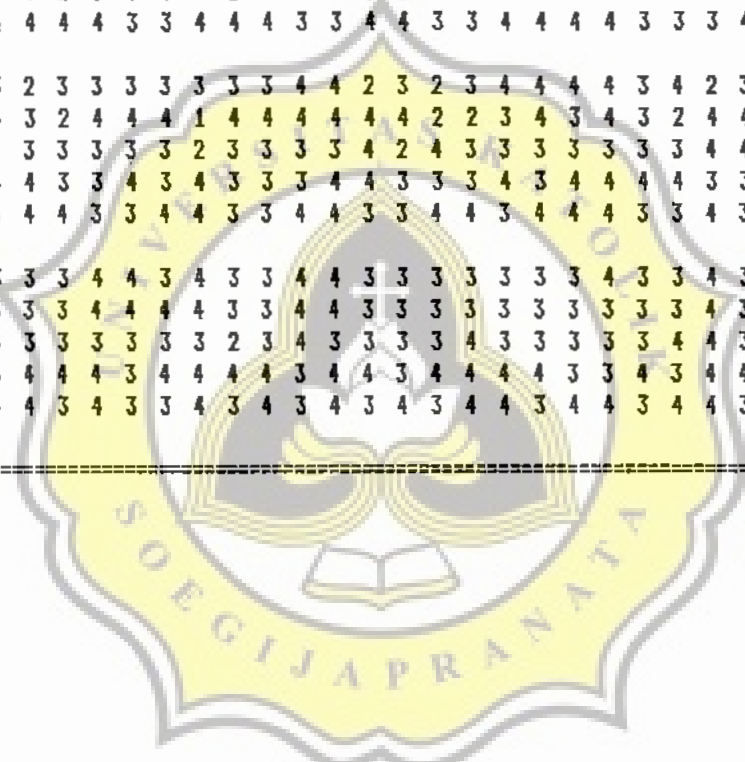 4 4 4 3 3 4 4 4 3 3 4 4 3 3 4 4 4 4 3 3 3
2 3 3 3 3 3 3 3 4 4 2 3 2 3 4 4 4 4 3 4 2 3
3 2 4 4 4 1 4 4 4 4 4 4 2 2 3 4 3 4 3 2 4 4
3 3 3 3 3 2 3 3 3 3 4 2 4 3 3 3 3 3 3 3 4 4
4 3 3 4 3 4 3 3 3 4 4 3 3 3 4 3 4 4 4 4 3 3
4 4 3 3 4 4 3 3 4 4 3 3 4 4 3 4 4 4 3 3 4 3
3 3 4 4 3 4 3 3 4 4 3 3 3 3 3 3 3 4 3 3 4 3
3 3 4 4 4 4 3 3 4 4 3 3 3 3 3 3 3 3 3 3 4 3
3 3 3 3 3 3 2 3 4 3 3 3 3 4 3 3 3 3 3 4 4 3
4 4 4 3 4 4 4 4 3 4 4 3 4 4 4 4 3 3 4 3 4 4
4 3 4 3 3 4 3 4 3 4 3 4 3 4 4 3 4 4 3 4 4 3
UNIVERSITAS KATOLIK
SOEGIJAPRANATA